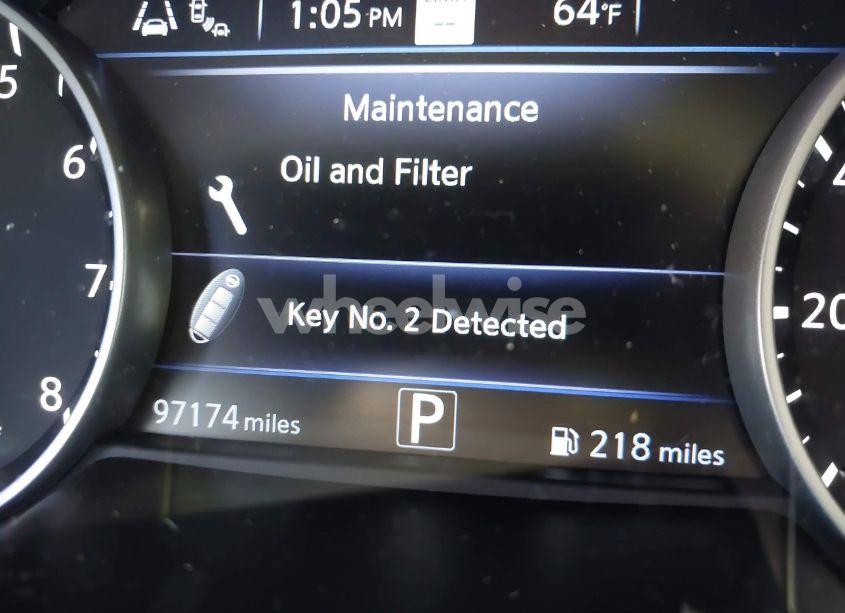 1:05 PM
--
64°F
5
6
7
8
Maintenance
Oil and Filter
wheelwise
Key No. 2 Detected
97174 miles
P
218 miles